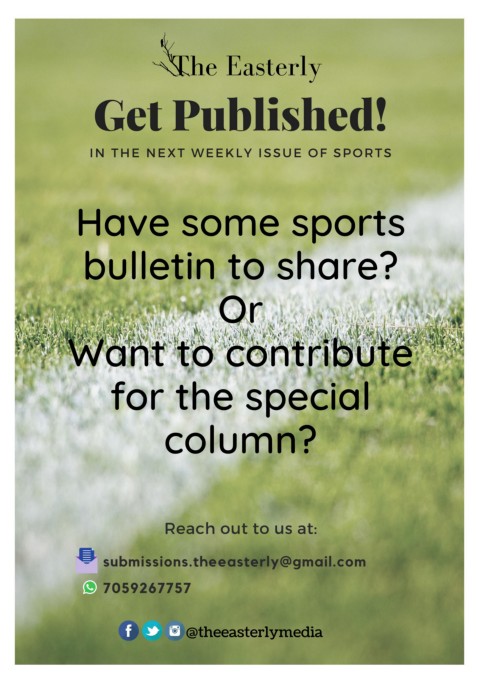 The Easterly
Get Published!
IN THE NEXT WEEKLY ISSUE OF SPORTS
Have some sports
bulletin to share?
Or
Want to contribute
for the special
column?
Reach out to us at:
submissions.theeasterly@gmail.com
7059267757
@theeasterlymedia